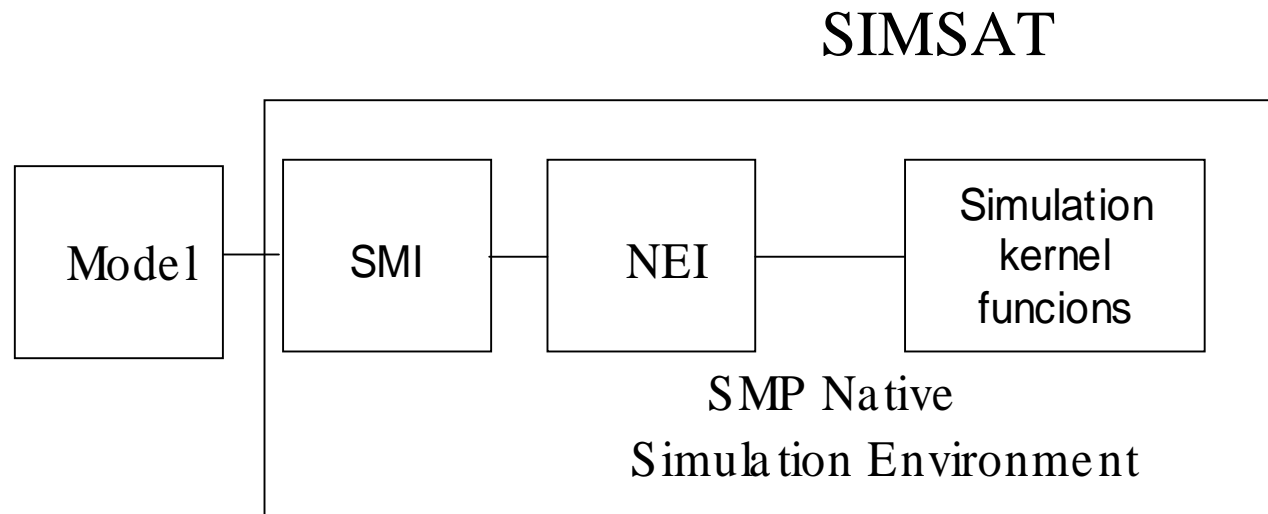 SIMSAT
Model
SMI
NEI
Simulation
kernel
funcions
SMP Native
Simulation Environment